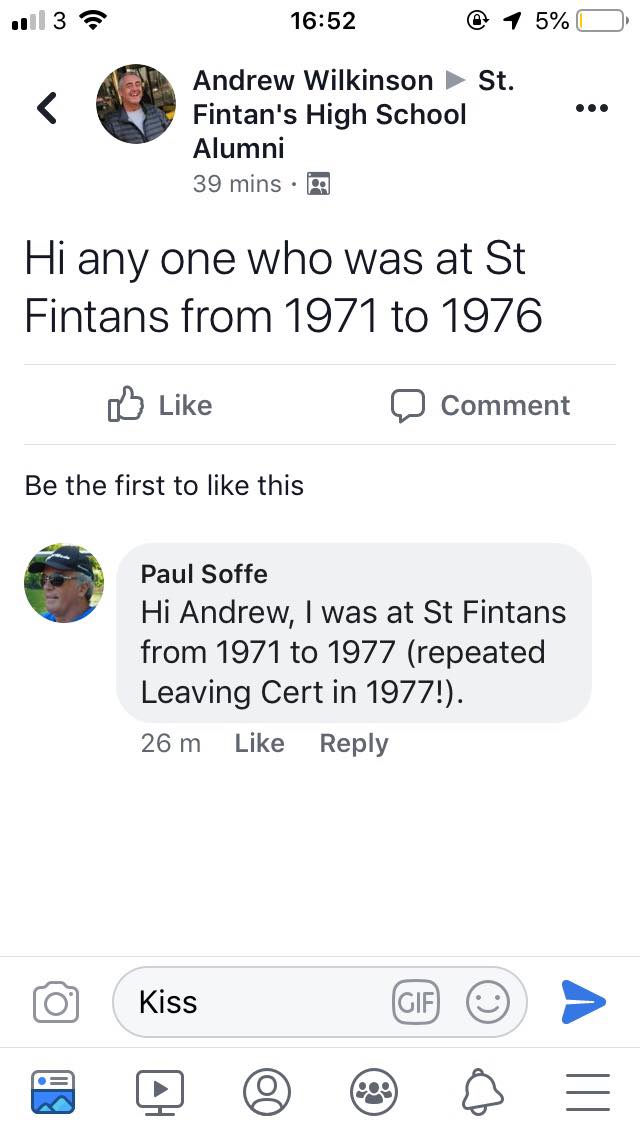 3 16:52 5%
Andrew Wilkinson ▶ St.
Fintan's High School
Alumni
39 mins ·
Hi any one who was at St
Fintans from 1971 to 1976
Like Comment
Be the first to like this
Paul Soffe
Hi Andrew, I was at St Fintans
from 1971 to 1977 (repeated
Leaving Cert in 1977!).
26 m Like Reply
Kiss GIF